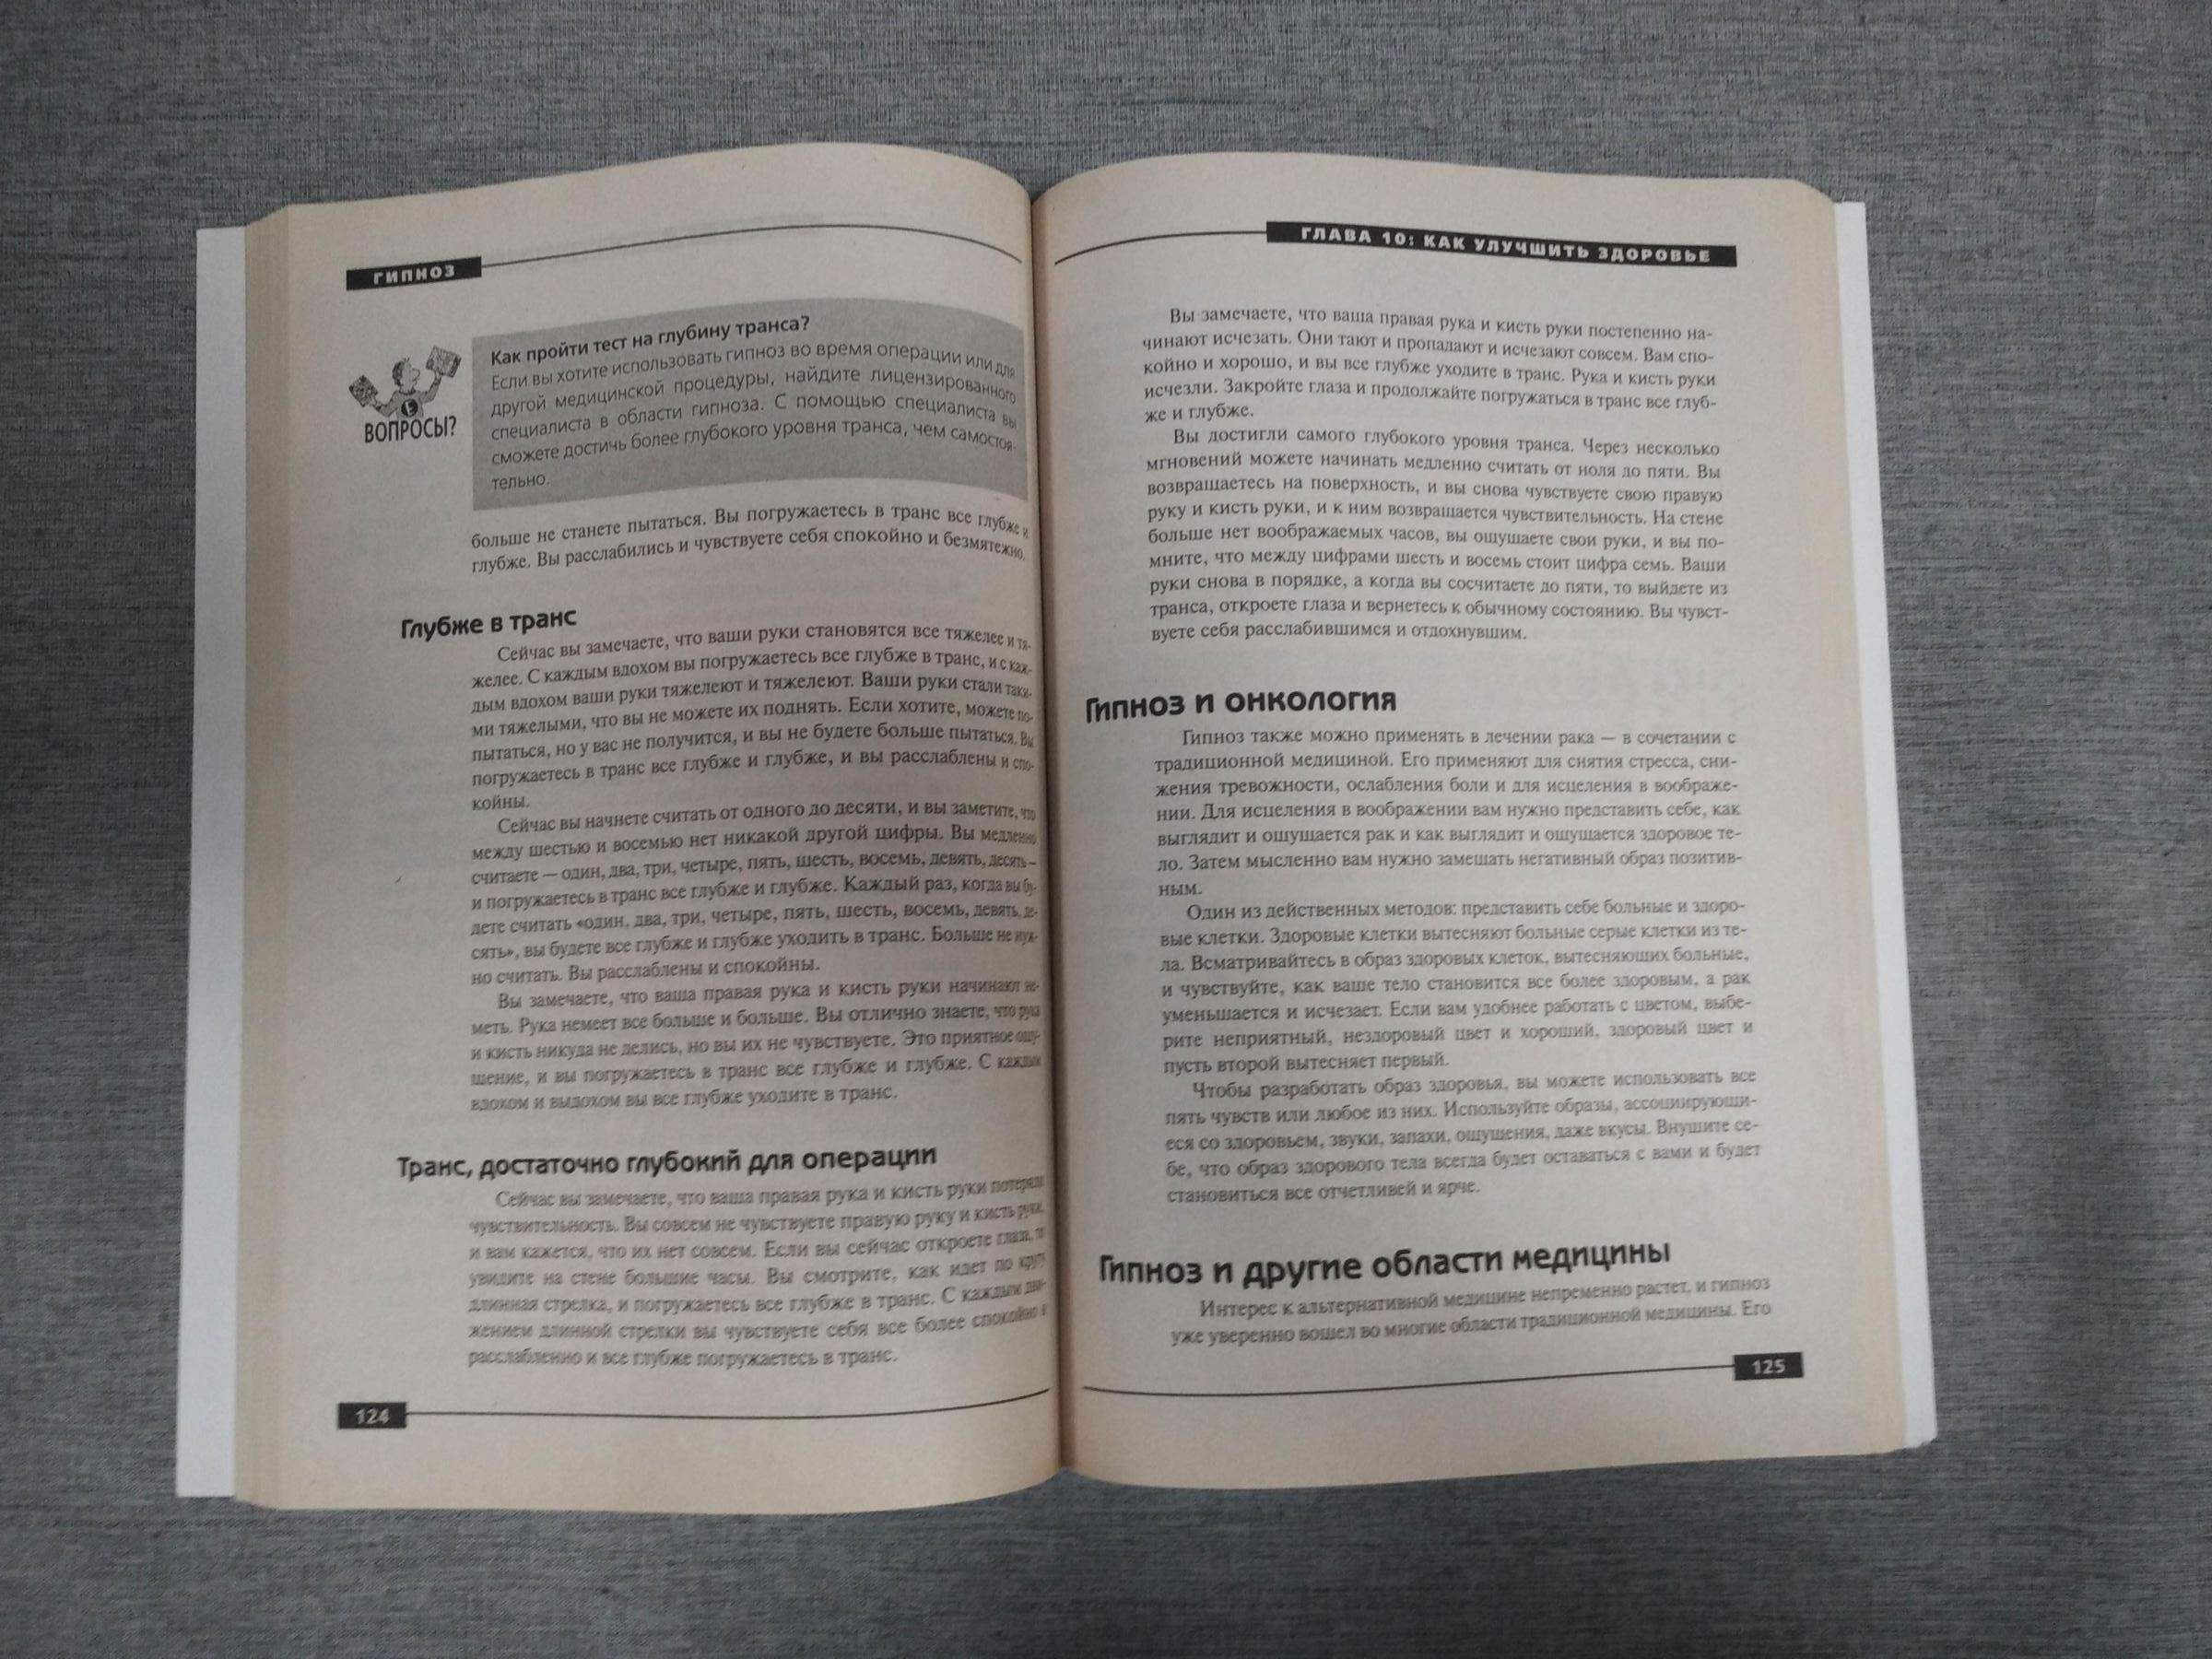 ГИПНОЗ
ВОПРОСЫ?
Как пройти тест на глубину транса?
Если вы хотите использовать гипноз во время операции или для
другой медицинской процедуры, найдите лицензированного
специалиста в области гипноза. С помощью специалиста вы
сможете достичь более глубокого уровня транса, чем самостоя-
тельно.
больше не станете пытаться. Вы погружаетесь в транс все глубже и
глубже. Вы расслабились и чувствуете себя спокойно и безмятежно.
Глубже в транс
Сейчас вы замечаете, что ваши руки становятся все тяжелее и тя-
желее. С каждым вдохом вы погружаетесь все глубже в транс, и с каж-
дым вдохом ваши руки тяжелеют и тяжелеют. Ваши руки стали таки-
ми тяжелыми, что вы не можете их поднять. Если хотите, можете по-
пытаться, но у вас не получится, и вы не будете больше пытаться. Вы
погружаетесь в транс все глубже и глубже, и вы расслаблены и спо-
койны.
Сейчас вы начнете считать от одного до десяти, и вы заметите, что
между шестью и восемью нет никакой другой цифры. Вы медленно
считаете — один, два, три, четыре, пять, шесть, восемь, девять, десять —
и погружаетесь в транс все глубже и глубже. Каждый раз, когда вы бу-
дете считать «один, два, три, четыре, пять, шесть, восемь, девять, де-
сять», вы будете все глубже и глубже уходить в транс. Больше не нуж-
но считать. Вы расслаблены и спокойны.
Вы замечаете, что ваша правая рука и кисть руки начинают не-
меть. Рука немеет все больше и больше. Вы отлично знаете, что рука
и кисть никуда не делись, но вы их не чувствуете. Это приятное ощу-
щение, и вы погружаетесь в транс все глубже и глубже. С каждым
вдохом и выдохом вы все глубже уходите в транс.
Транс, достаточно глубокий для операции
Сейчас вы замечаете, что ваша правая рука и кисть руки потеряли
чувствительность. Вы совсем не чувствуете правую руку и кисть руки,
и вам кажется, что их нет совсем. Если вы сейчас откроете глаза, то
увидите на стене большие часы. Вы смотрите, как идет по кругу
длинная стрелка, и погружаетесь все глубже в транс. С каждым дви-
жением длинной стрелки вы чувствуете себя все более спокойно и
расслабленно и все глубже погружаетесь в транс.
124
ГЛАВА 10: КАК УЛУЧШИТЬ ЗДОРОВЬЕ
Вы замечаете, что ваша правая рука и кисть руки постепенно на-
чинают исчезать. Они тают и пропадают и исчезают совсем. Вам спо-
койно и хорошо, и вы все глубже уходите в транс. Рука и кисть руки
исчезли. Закройте глаза и продолжайте погружаться в транс все глуб-
же и глубже.
Вы достигли самого глубокого уровня транса. Через несколько
мгновений можете начинать медленно считать от ноля до пяти. Вы
возвращаетесь на поверхность, и вы снова чувствуете свою правую
руку и кисть руки, и к ним возвращается чувствительность. На стене
больше нет воображаемых часов, вы ощущаете свои руки, и вы по-
мните, что между цифрами шесть и восемь стоит цифра семь. Ваши
руки снова в порядке, а когда вы сосчитаете до пяти, то выйдете из
транса, откроете глаза и вернетесь к обычному состоянию. Вы чувст-
вуете себя расслабившимся и отдохнувшим.
Гипноз и онкология
Гипноз также можно применять в лечении рака — в сочетании с
традиционной медициной. Его применяют для снятия стресса, сни-
жения тревожности, ослабления боли и для исцеления в воображе-
нии. Для исцеления в воображении вам нужно представить себе, как
выглядит и ощущается рак и как выглядит и ощущается здоровое те-
ло. Затем мысленно вам нужно замещать негативный образ позитив-
ным.
Один из действенных методов: представить себе больные и здоро-
вые клетки. Здоровые клетки вытесняют больные серые клетки из те-
ла. Всматривайтесь в образ здоровых клеток, вытесняющих больные,
и чувствуйте, как ваше тело становится все более здоровым, а рак
уменьшается и исчезает. Если вам удобнее работать с цветом, выбе-
рите неприятный, нездоровый цвет и хороший, здоровый цвет и
пусть второй вытесняет первый.
Чтобы разработать образ здоровья, вы можете использовать все
пять чувств или любое из них. Используйте образы, ассоциирующи-
еся со здоровьем, звуки, запахи, ощущения, даже вкусы. Внушите се-
бе, что образ здорового тела всегда будет оставаться с вами и будет
становиться все отчетливей и ярче.
Гипноз и другие области медицины
Интерес к альтернативной медицине непременно растет, и гипноз
уже уверенно вошел во многие области традиционной медицины. Его
125